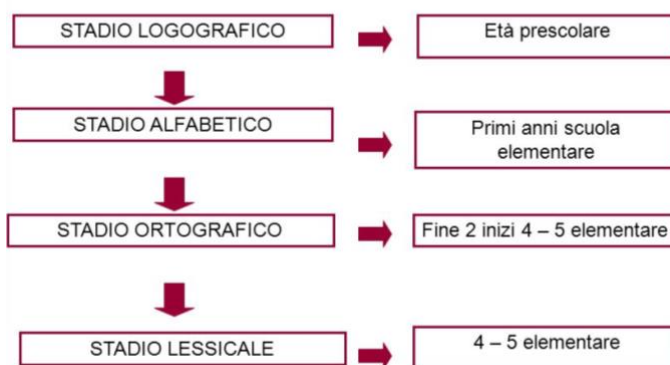 STADIO LOGOGRAFICO
Età prescolare
STADIO ALFABETICO
Primi anni scuola
elementare
STADIO ORTOGRAFICO
Fine 2 inizi 4 – 5 elementare
STADIO LESSICALE
4 – 5 elementare